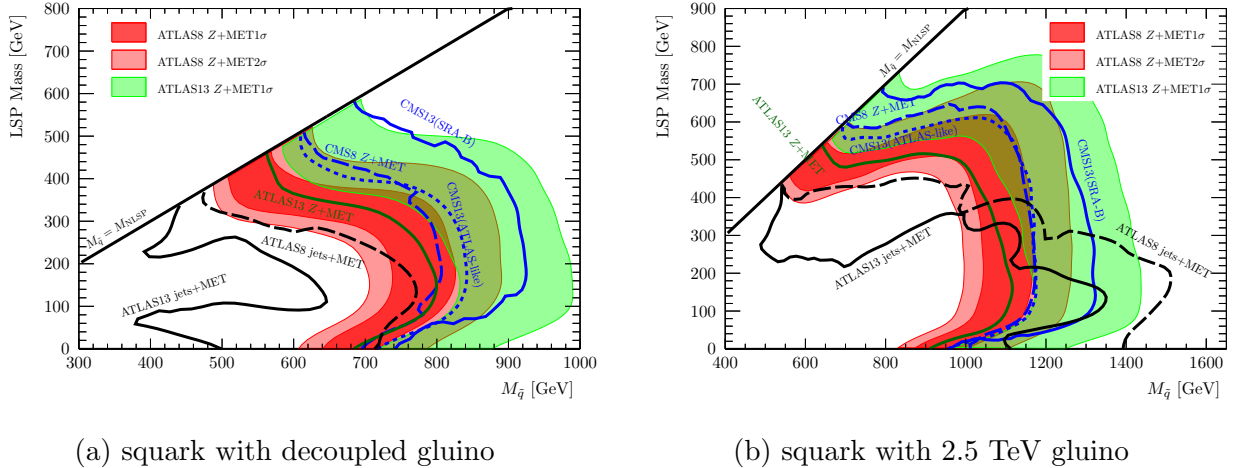 LSP Mass [GeV]
800
700
600
500
400
300
200
100
0
ATLAS8 Z+MET1σ
ATLAS8 Z+MET2σ
ATLAS13 Z+MET1σ
CMS13(SRA-B)
CMS8 Z+MET
CMS13(ATLAS-like)
ATLAS13 Z+MET
ATLAS8 jets+MET
ATLAS13 jets+MET
M_q̃ = M_NLSP
300 400 500 600 700 800 900 1000
M_q̃ [GeV]
(a) squark with decoupled gluino
LSP Mass [GeV]
900
800
700
600
500
400
300
200
100
0
ATLAS8 Z+MET1σ
ATLAS8 Z+MET2σ
ATLAS13 Z+MET1σ
M_q̃ = M_NLSP
ATLAS13 Z+MET
CMS8 Z+MET
CMS13(ATLAS-like)
CMS13(SRA-B)
ATLAS8 jets+MET
ATLAS13 jets+MET
400 600 800 1000 1200 1400 1600
M_q̃ [GeV]
(b) squark with 2.5 TeV gluino